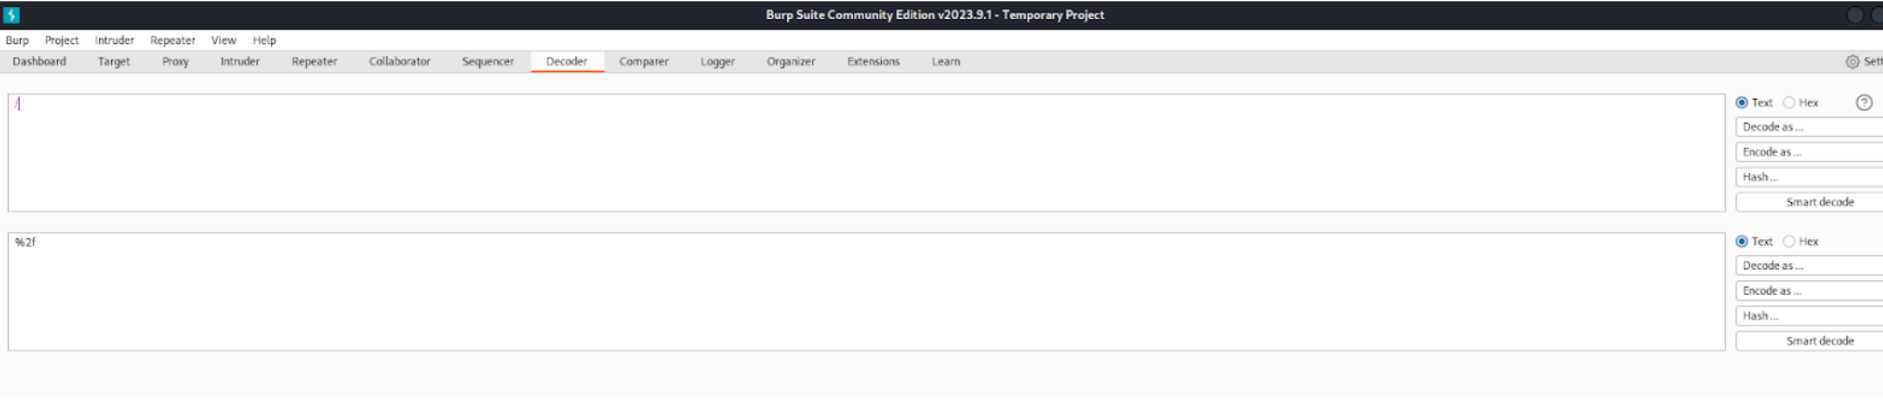 Burp Suite Community Edition v2023.9.1 - Temporary Project
Burp Project Intruder Repeater View Help
Dashboard Target Proxy Intruder Repeater Collaborator Sequencer Decoder Comparer Logger Organizer Extensions Learn Sett
/
Text Hex ?
Decode as ...
Encode as ...
Hash ...
Smart decode
%2f
Text Hex
Decode as ...
Encode as ...
Hash ...
Smart decode